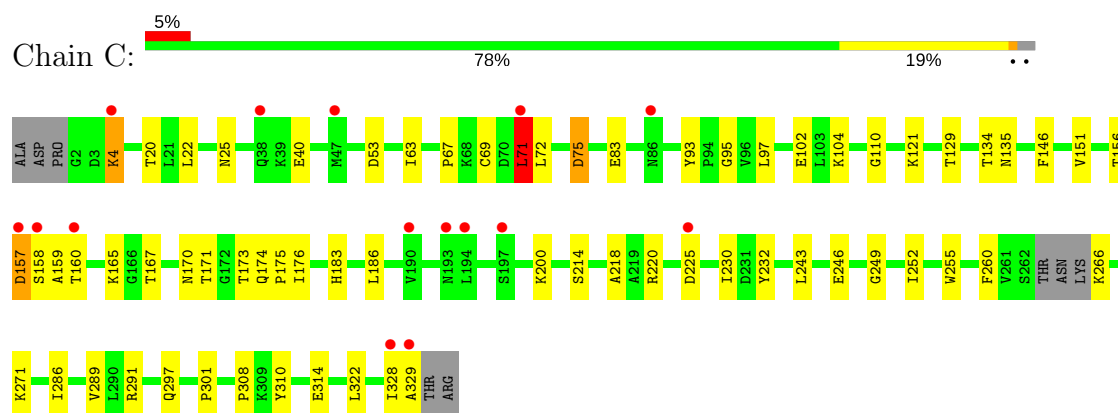 5%
Chain C:
78% 19% • •
ALA ASP PRO G2 D3 K4 T20 L21 L22 N25 Q38 K39 E40 M47 D53 I63 P67 K68 C69 D70 L71 L72 D75 E83 N86 Y93 P94 G95 V96 L97 E102 L103 K104 G110 K121 T129 T134 N135 F146 V151 T156
D157 S158 A159 T160 K165 G166 T167 N170 T171 G172 T173 Q174 P175 I176 H183 L186 V190 N193 L194 S197 K200 S214 A218 A219 R220 D225 I230 D231 Y232 L243 E246 G249 I252 W255 F260 V261 S262 THR ASN LYS K266
K271 I286 V289 L290 R291 Q297 P301 P308 K309 Y310 E314 L322 I328 A329 THR ARG